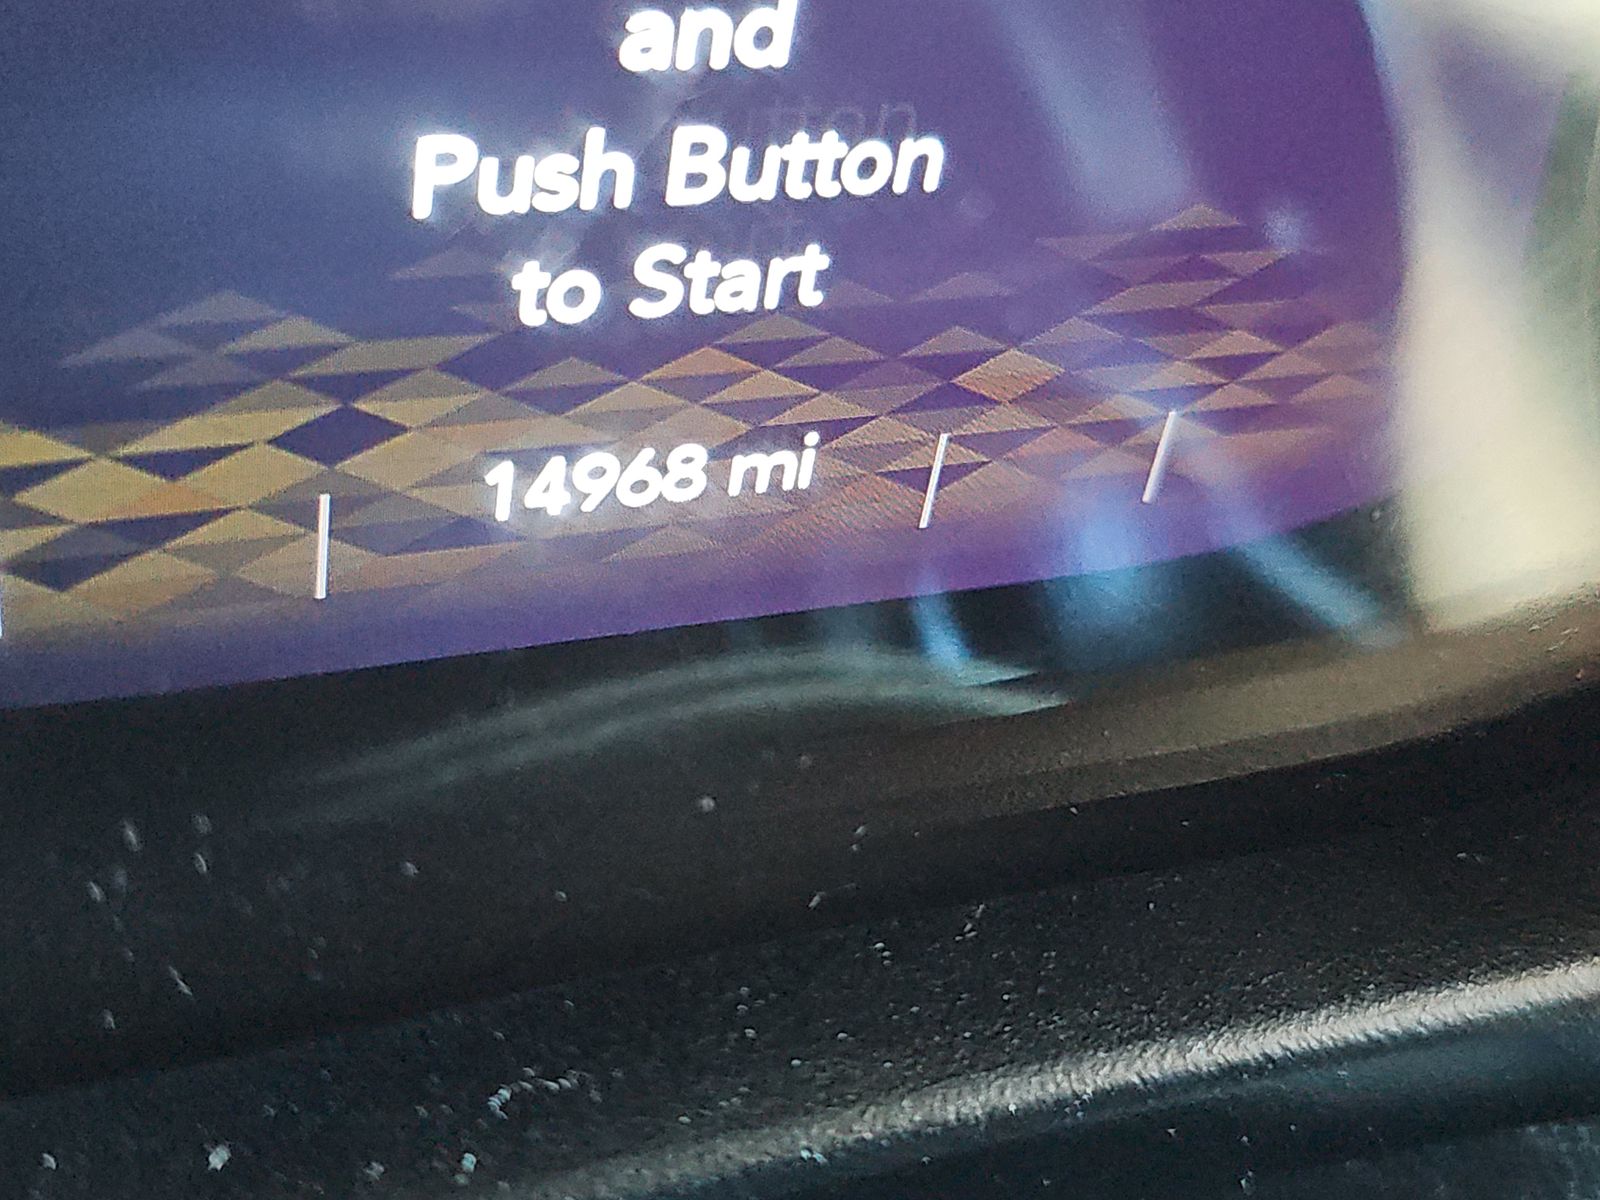 and
Push Button
to Start
14968 mi